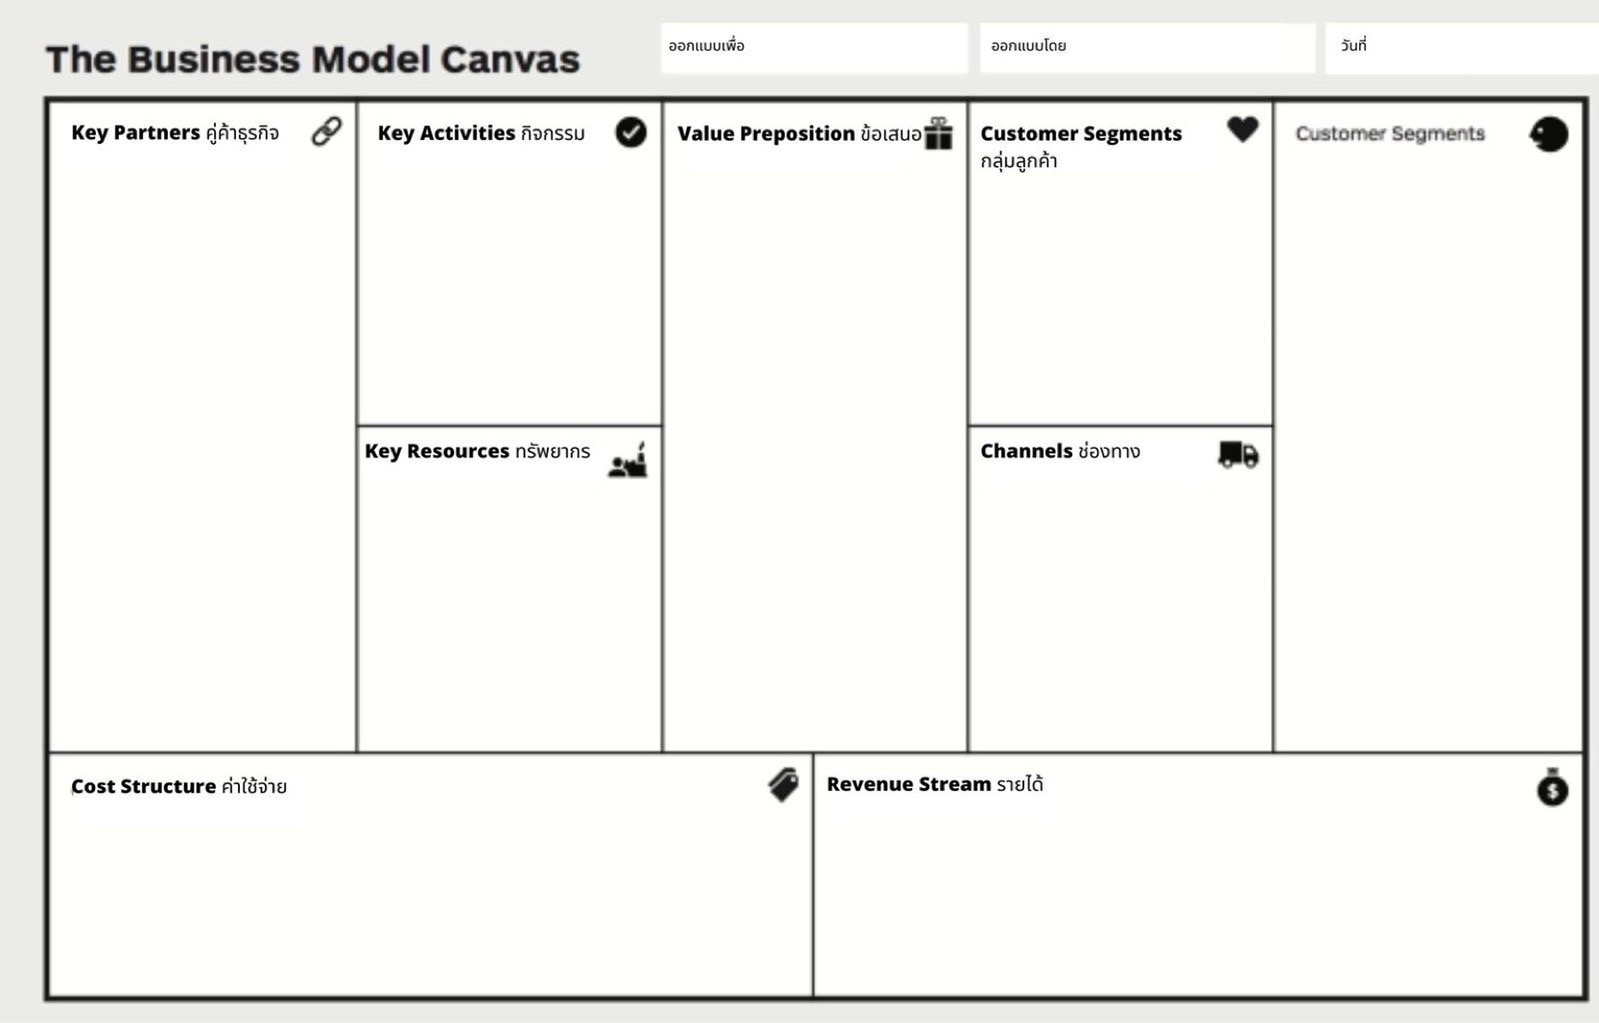 The Business Model Canvas
ออกแบบเพื่อ
ออกแบบโดย
วันที่
Key Partners คู่ค้าธุรกิจ
Key Activities กิจกรรม
Value Preposition ข้อเสนอ
Customer Segments
กลุ่มลูกค้า
Customer Segments
Key Resources ทรัพยากร
Channels ช่องทาง
Cost Structure ค่าใช้จ่าย
Revenue Stream รายได้
$